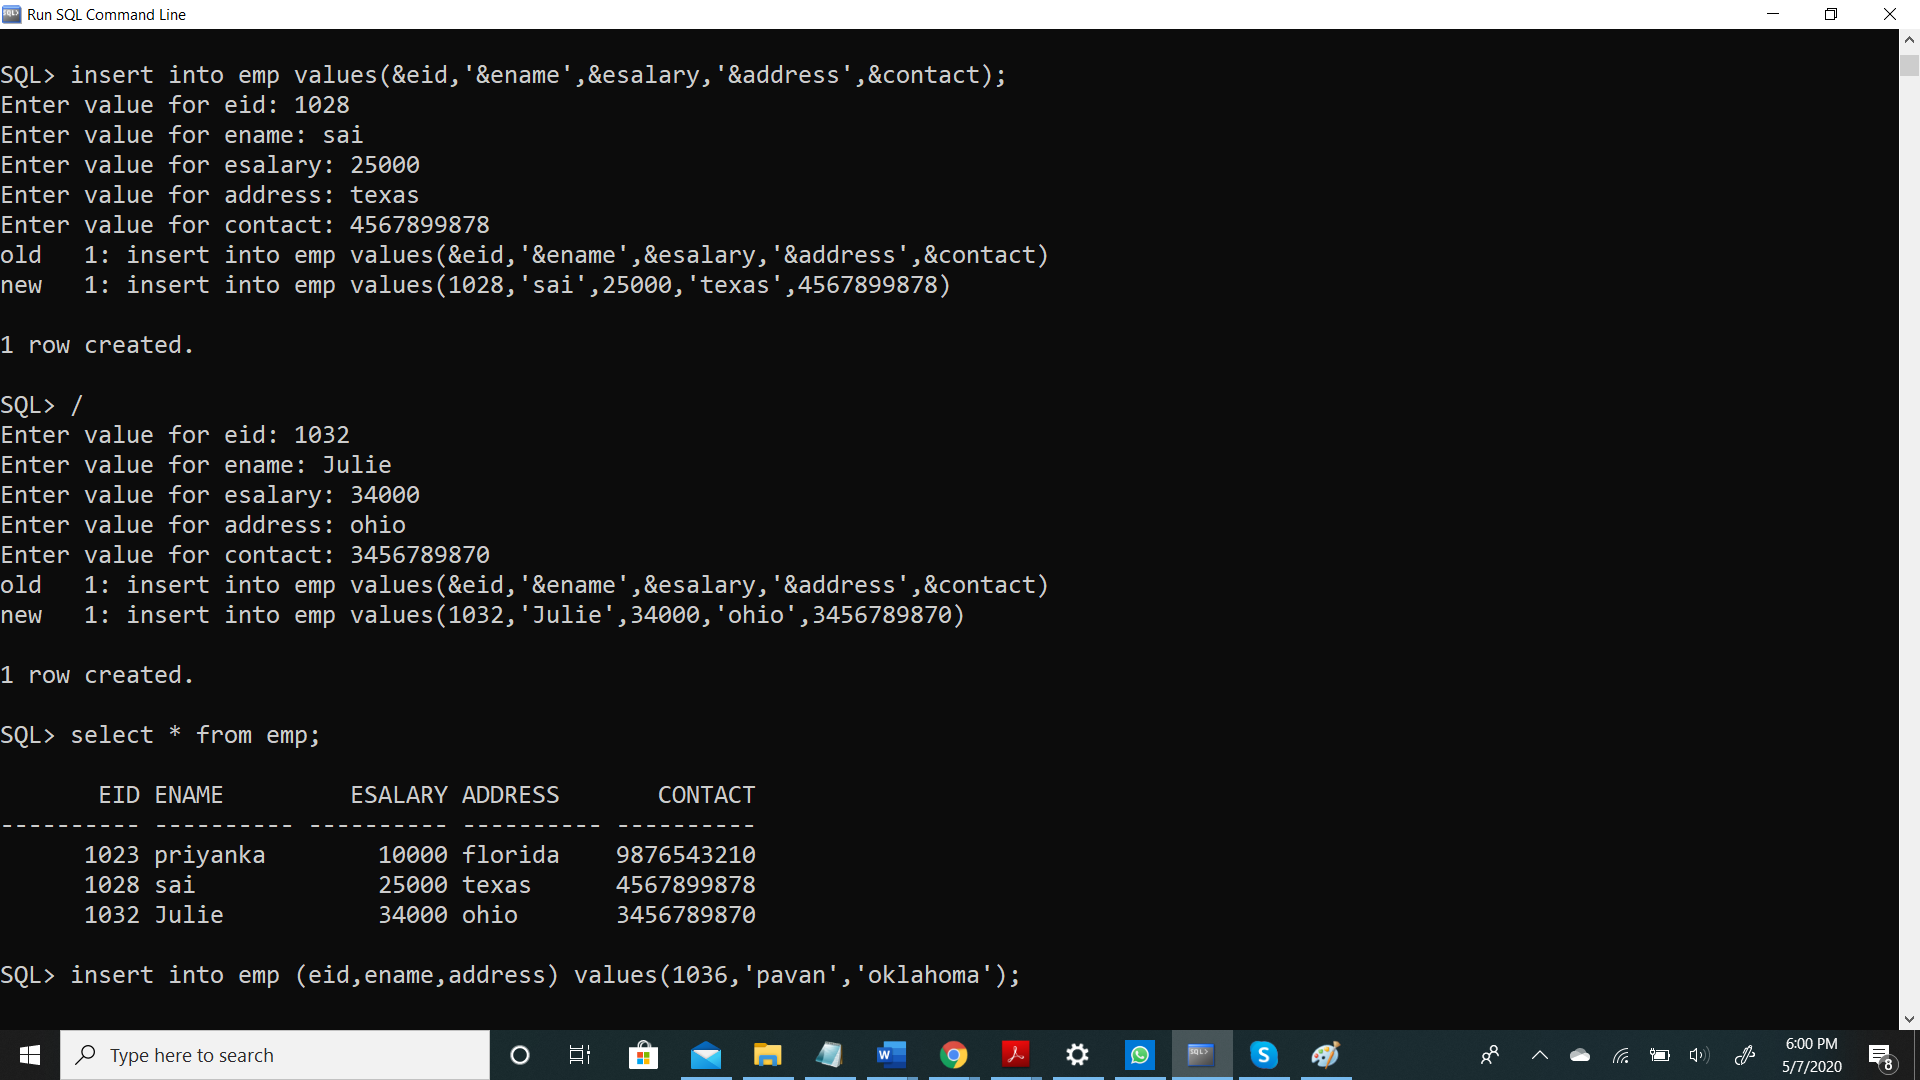 Run SQL Command Line
SQL> insert into emp values(&eid,'&ename',&esalary,'&address',&contact);
Enter value for eid: 1028
Enter value for ename: sai
Enter value for esalary: 25000
Enter value for address: texas
Enter value for contact: 4567899878
old   1: insert into emp values(&eid,'&ename',&esalary,'&address',&contact)
new   1: insert into emp values(1028,'sai',25000,'texas',4567899878)
1 row created.
SQL> /
Enter value for eid: 1032
Enter value for ename: Julie
Enter value for esalary: 34000
Enter value for address: ohio
Enter value for contact: 3456789870
old   1: insert into emp values(&eid,'&ename',&esalary,'&address',&contact)
new   1: insert into emp values(1032,'Julie',34000,'ohio',3456789870)
1 row created.
SQL> select * from emp;
       EID ENAME         ESALARY ADDRESS       CONTACT
---------- ---------- ---------- ---------- ----------
      1023 priyanka        10000 florida    9876543210
      1028 sai             25000 texas      4567899878
      1032 Julie           34000 ohio       3456789870
SQL> insert into emp (eid,ename,address) values(1036,'pavan','oklahoma');
Type here to search
6:00 PM
5/7/2020
8